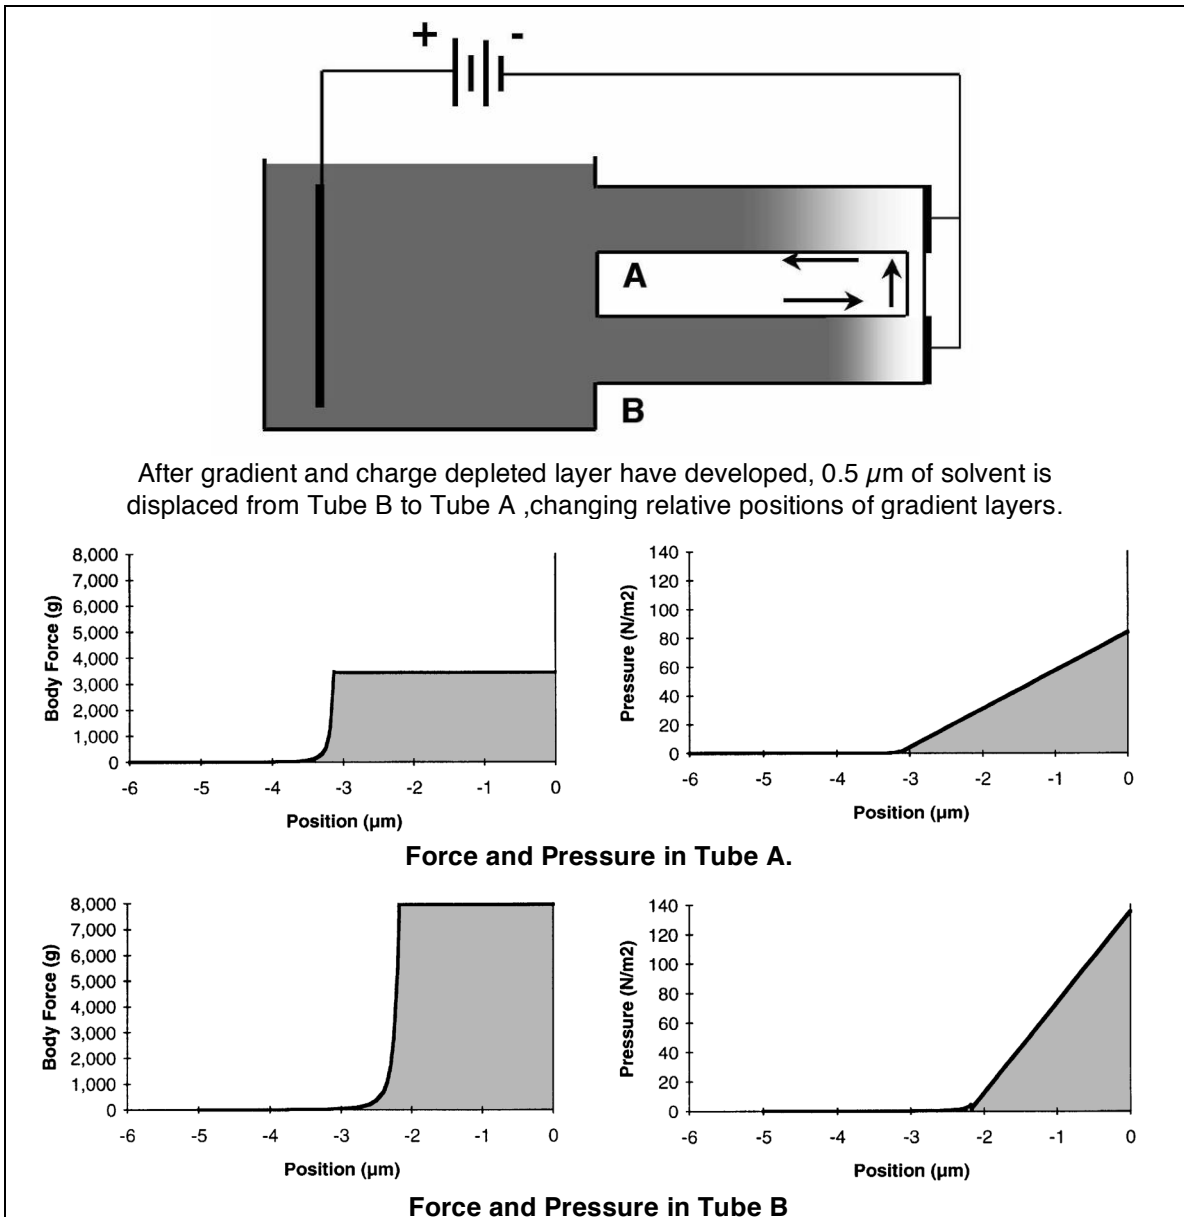 + -
A
B
After gradient and charge depleted layer have developed, 0.5 µm of solvent is
displaced from Tube B to Tube A ,changing relative positions of gradient layers.
8,000
7,000
6,000
5,000
4,000
3,000
2,000
1,000
0
Body Force (g)
-6 -5 -4 -3 -2 -1 0
Position (µm)
140
120
100
80
60
40
20
0
Pressure (N/m2)
-6 -5 -4 -3 -2 -1 0
Position (µm)
Force and Pressure in Tube A.
8,000
7,000
6,000
5,000
4,000
3,000
2,000
1,000
0
Body Force (g)
-6 -5 -4 -3 -2 -1 0
Position (µm)
140
120
100
80
60
40
20
0
Pressure (N/m2)
-6 -5 -4 -3 -2 -1 0
Position (µm)
Force and Pressure in Tube B